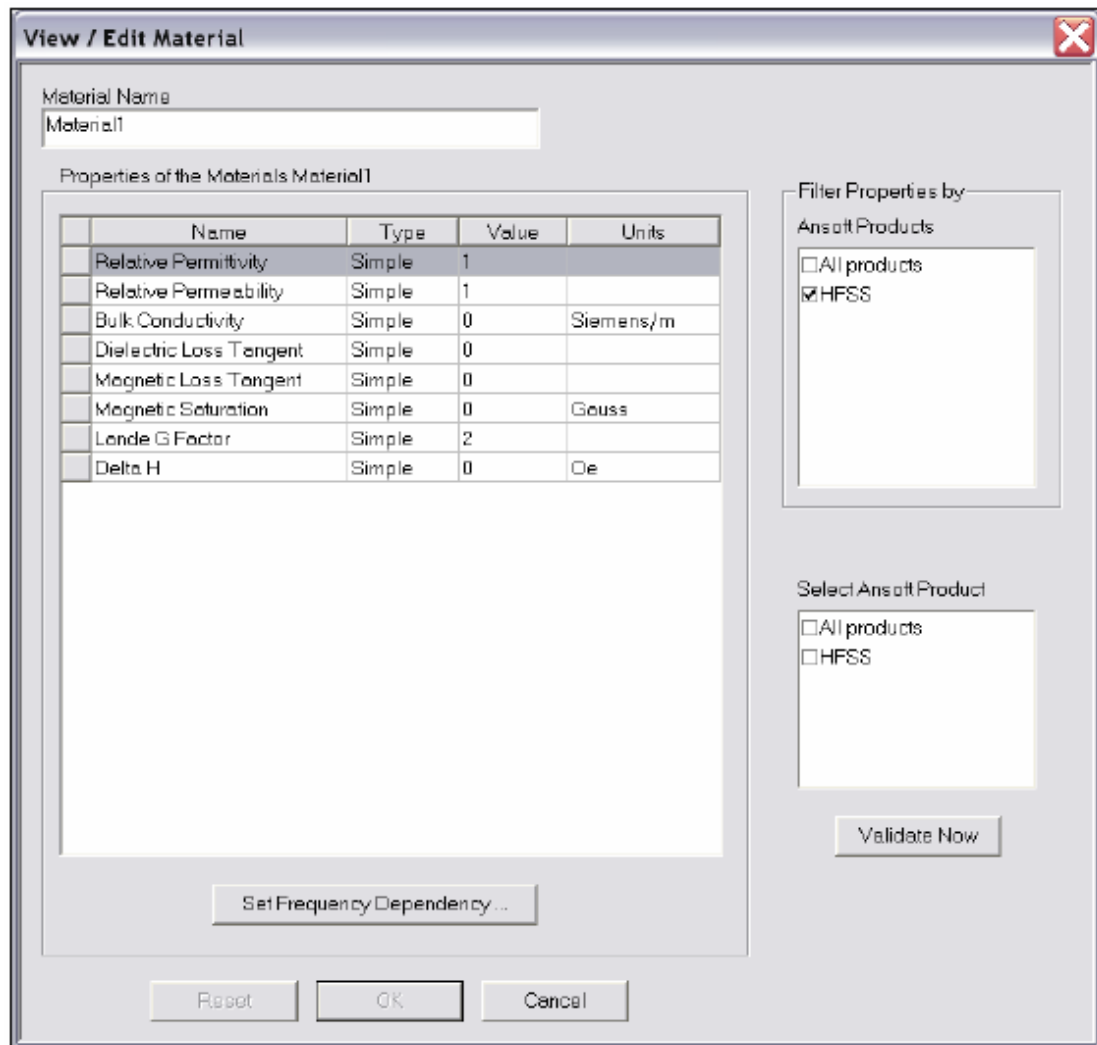 View / Edit Material
Material Name
Material1
Properties of the Materials Material1
Name Type Value Units
Relative Permittivity Simple 1
Relative Permeability Simple 1
Bulk Conductivity Simple 0 Siemens/m
Dielectric Loss Tangent Simple 0
Magnetic Loss Tangent Simple 0
Magnetic Saturation Simple 0 Gauss
Lande G Factor Simple 2
Delta H Simple 0 Oe
Set Frequency Dependency ...
Filter Properties by
Ansoft Products
All products
HFSS
Select Ansoft Product
All products
HFSS
Validate Now
Reset OK Cancel